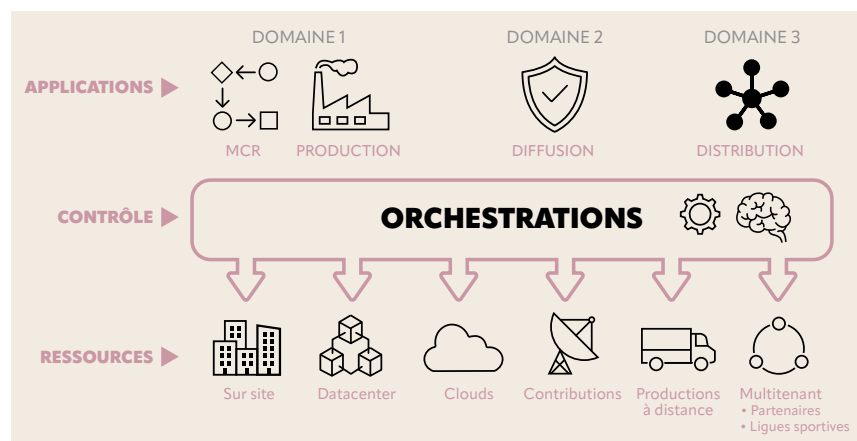 DOMAINE 1
DOMAINE 2
DOMAINE 3
APPLICATIONS
MCR
PRODUCTION
DIFFUSION
DISTRIBUTION
CONTRÔLE
ORCHESTRATIONS
RESSOURCES
Sur site
Datacenter
Clouds
Contributions
Productions
à distance
Multitenant
• Partenaires
• Ligues sportives